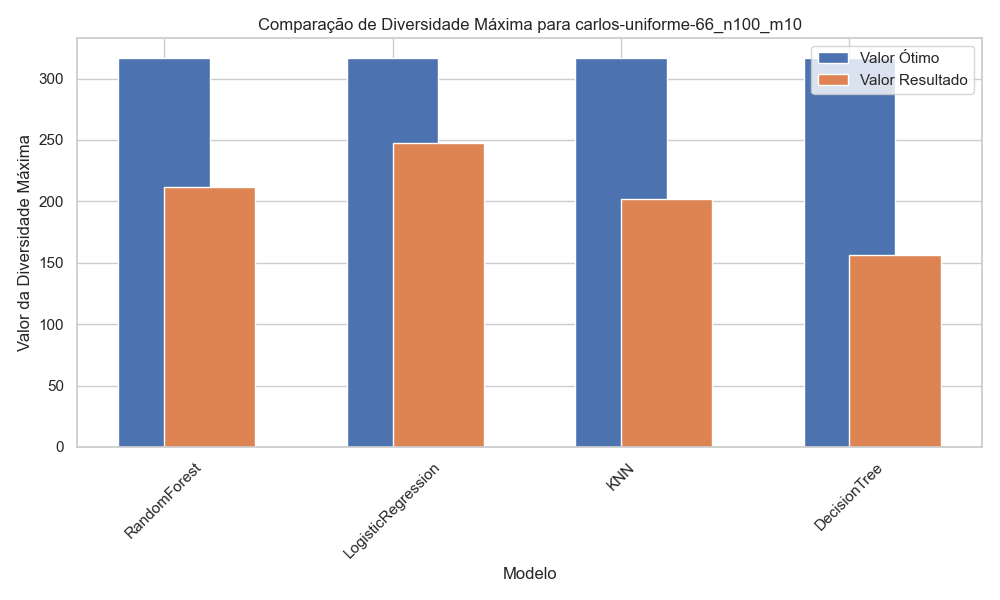 Comparação de Diversidade Máxima para carlos-uniforme-66_n100_m10
Valor Ótimo
Valor Resultado
Valor da Diversidade Máxima
300
250
200
150
100
50
0
RandomForest
LogisticRegression
KNN
DecisionTree
Modelo